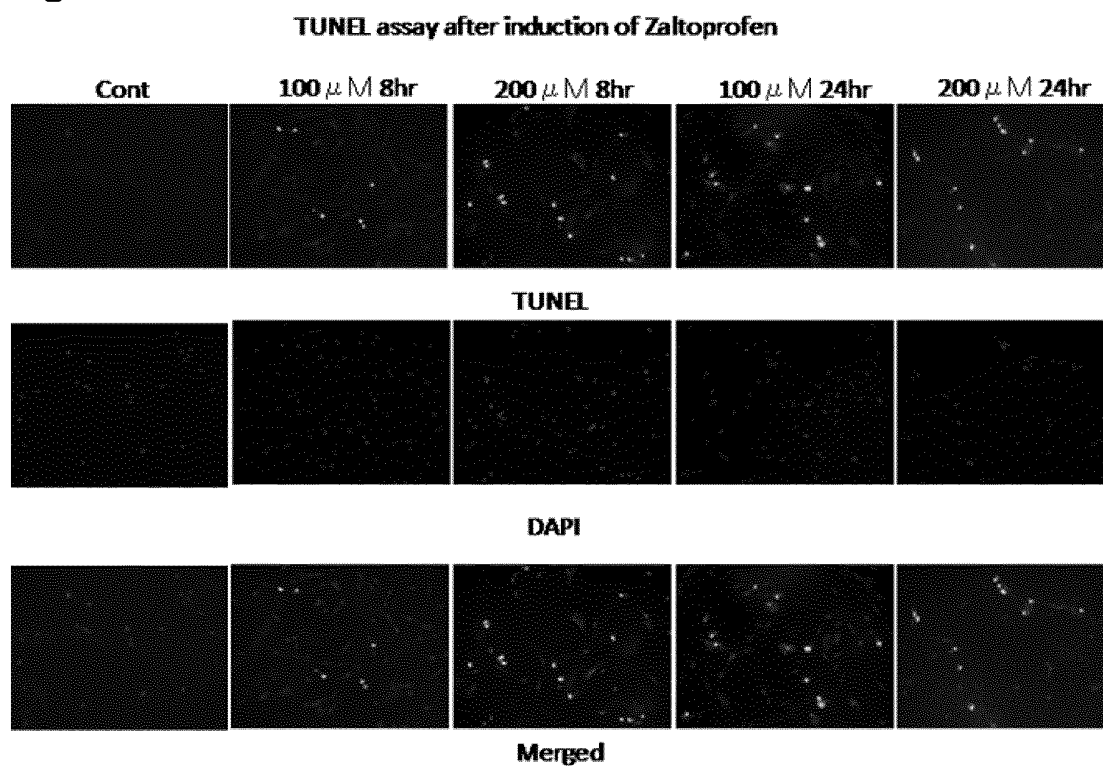 TUNEL assay after induction of Zaltoprofen
Cont 100 μM 8hr 200 μM 8hr 100 μM 24hr 200 μM 24hr
TUNEL
DAPI
Merged